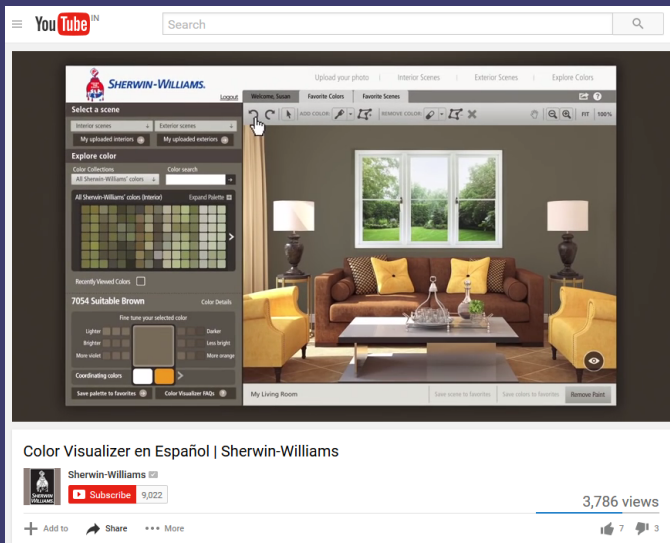 YouTube IN
Search
SHERWIN-WILLIAMS.
Logout
Upload your photo | Interior Scenes | Exterior Scenes | Explore Colors
Welcome, Susan
Favorite Colors
Favorite Scenes
Select a scene
Interior scenes
Exterior scenes
My uploaded interiors
My uploaded exteriors
ADD COLOR:
REMOVE COLOR:
FIT
100%
Explore color
Color Collections
Color search
All Sherwin-Williams' colors
All Sherwin-Williams' colors (Interior)
Expand Palette
Recently Viewed Colors
7054 Suitable Brown
Color Details
Fine tune your selected color
Lighter
Darker
Brighter
Less bright
More violet
More orange
Coordinating colors
Save palette to favorites
Color Visualizer FAQs ?
My Living Room
Save scene to favorites
Save colors to favorites
Remove Paint
Color Visualizer en Español | Sherwin-Williams
SHERWIN
WILLIAMS
Sherwin-Williams
Subscribe 9,022
3,786 views
Add to
Share
More
7
3